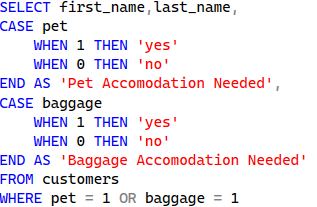 SELECT first_name,last_name,
CASE pet
    WHEN 1 THEN 'yes'
    WHEN 0 THEN 'no'
END AS 'Pet Accomodation Needed',
CASE baggage
    WHEN 1 THEN 'yes'
    WHEN 0 THEN 'no'
END AS 'Baggage Accomodation Needed'
FROM customers
WHERE pet = 1 OR baggage = 1